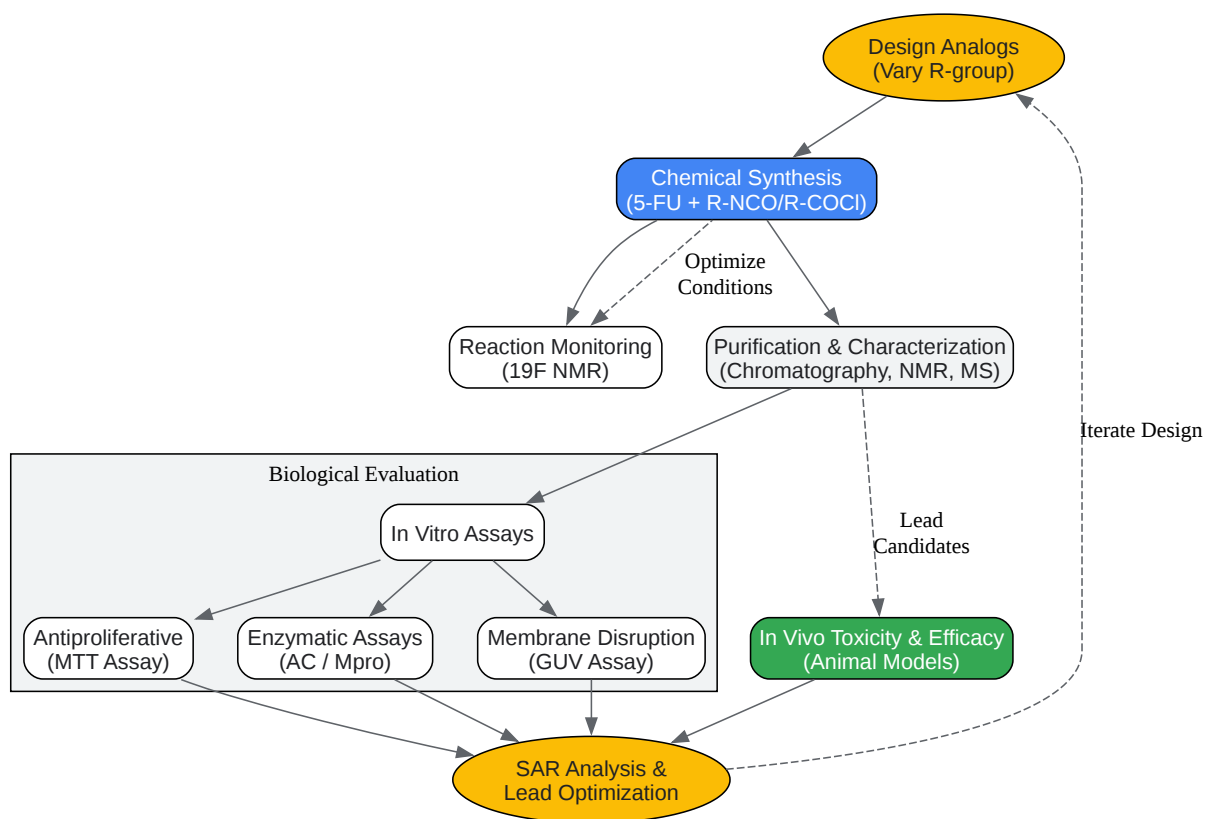 Design Analogs
(Vary R-group)
Chemical Synthesis
(5-FU + R-NCO/R-COCl)
Optimize
Conditions
Reaction Monitoring
(19F NMR)
Purification & Characterization
(Chromatography, NMR, MS)
Iterate Design
Biological Evaluation
In Vitro Assays
Lead
Candidates
Antiproliferative
(MTT Assay)
Enzymatic Assays
(AC / Mpro)
Membrane Disruption
(GUV Assay)
In Vivo Toxicity & Efficacy
(Animal Models)
SAR Analysis &
Lead Optimization